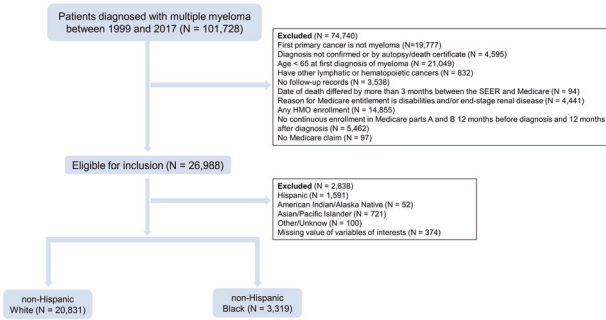 Patients diagnosed with multiple myeloma
between 1999 and 2017 (N = 101,728)
Excluded (N = 74,740)
First primary cancer is not myeloma (N=19,777)
Diagnosis not confirmed or by autopsy/death certificate (N = 4,595)
Age < 65 at first diagnosis of myeloma (N = 21,049)
Have other lymphatic or hematopoietic cancers (N = 832)
No follow-up records (N = 3,538)
Date of death differed by more than 3 months between the SEER and Medicare (N = 94)
Reason for Medicare entitlement is disabilities and/or end-stage renal disease (N = 4,441)
Any HMO enrollment (N = 14,855)
No continuous enrollment in Medicare parts A and B 12 months before diagnosis and 12 months
after diagnosis (N = 5,462)
No Medicare claim (N = 97)
Eligible for inclusion (N = 26,988)
Excluded (N = 2,838)
Hispanic (N = 1,591)
American Indian/Alaska Native (N = 52)
Asian/Pacific Islander (N = 721)
Other/Unknow (N = 100)
Missing value of variables of interests (N = 374)
non-Hispanic
White (N = 20,831)
non-Hispanic
Black (N = 3,319)